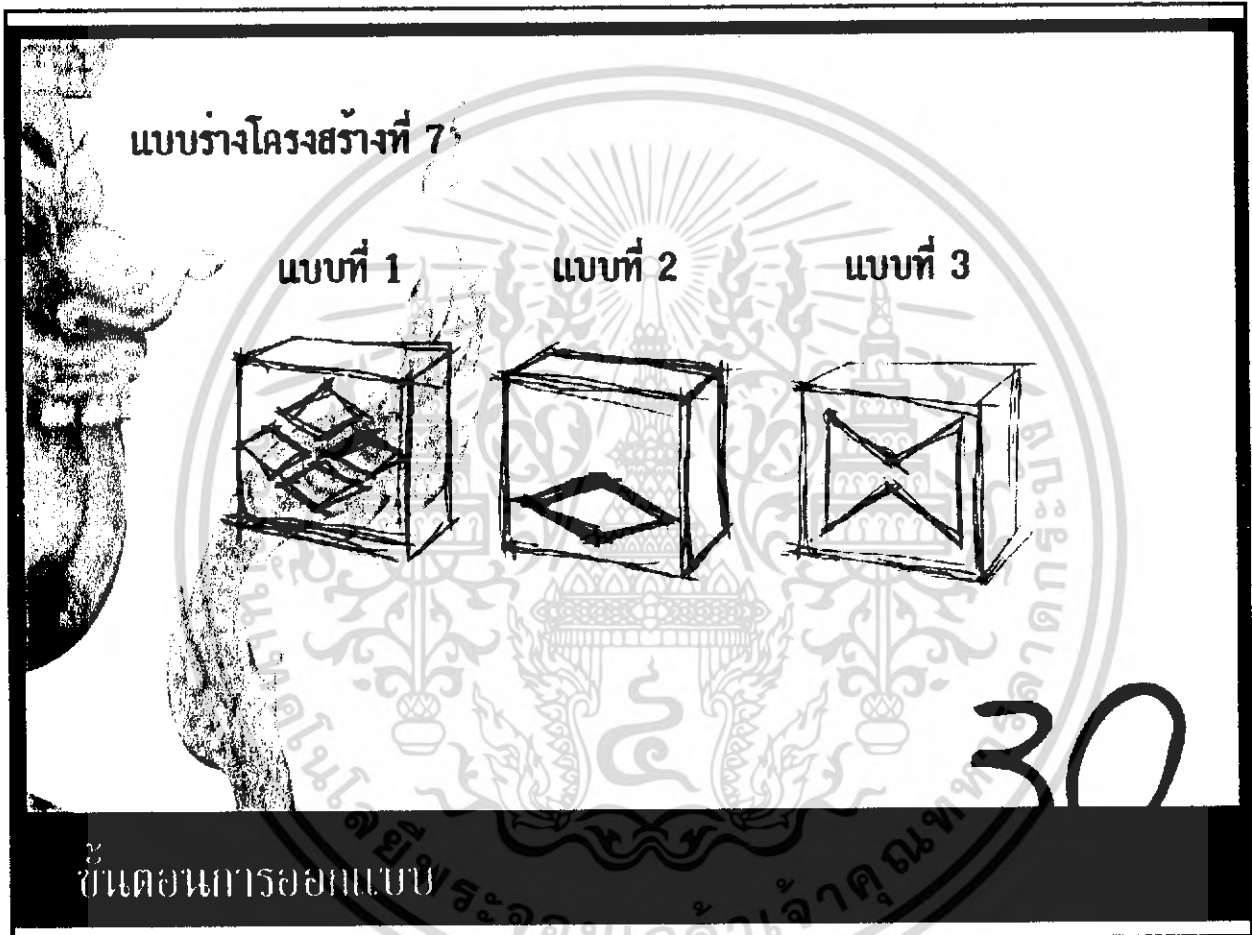 แบบร่างโครงสร้างที่ 7
แบบที่ 1 แบบที่ 2 แบบที่ 3
30
ขั้นตอนการออกแบบ